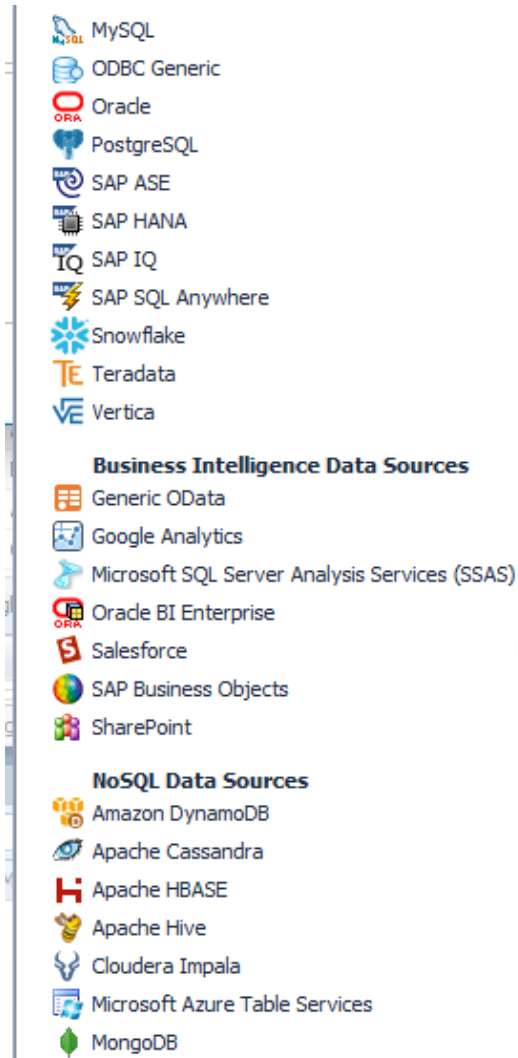 MySQL
ODBC Generic
Oracle
PostgreSQL
SAP ASE
SAP HANA
SAP IQ
SAP SQL Anywhere
Snowflake
Teradata
Vertica
Business Intelligence Data Sources
Generic OData
Google Analytics
Microsoft SQL Server Analysis Services (SSAS)
Oracle BI Enterprise
Salesforce
SAP Business Objects
SharePoint
NoSQL Data Sources
Amazon DynamoDB
Apache Cassandra
Apache HBASE
Apache Hive
Cloudera Impala
Microsoft Azure Table Services
MongoDB